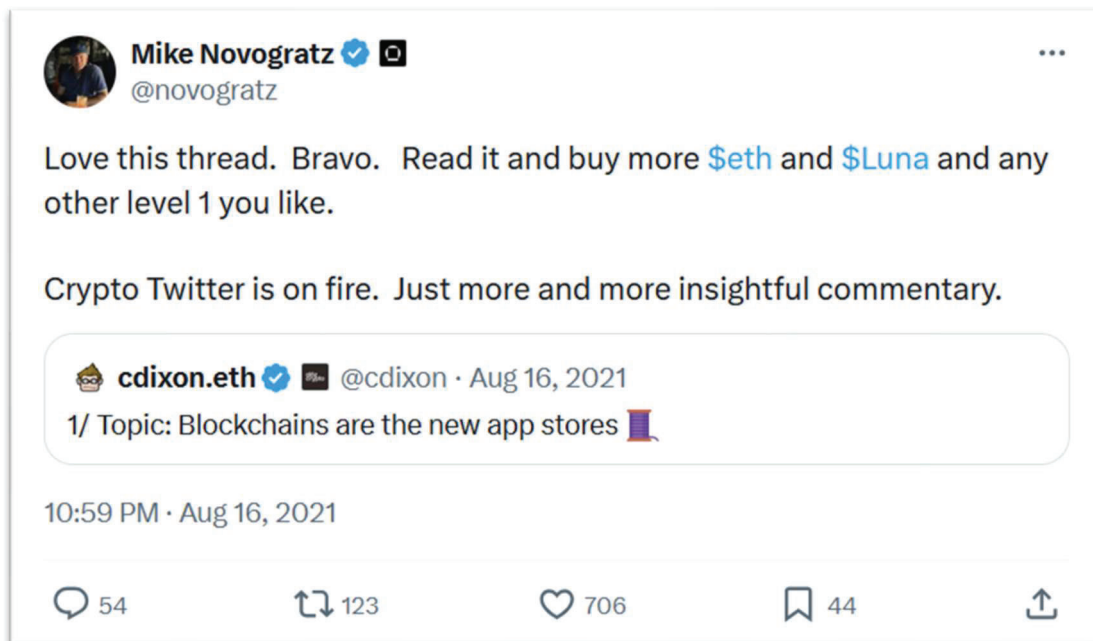 Mike Novogratz
@novogratz
Love this thread.  Bravo.   Read it and buy more $eth and $Luna and any
other level 1 you like.
Crypto Twitter is on fire.  Just more and more insightful commentary.
cdixon.eth @cdixon · Aug 16, 2021
1/ Topic: Blockchains are the new app stores
10:59 PM · Aug 16, 2021
54 123 706 44